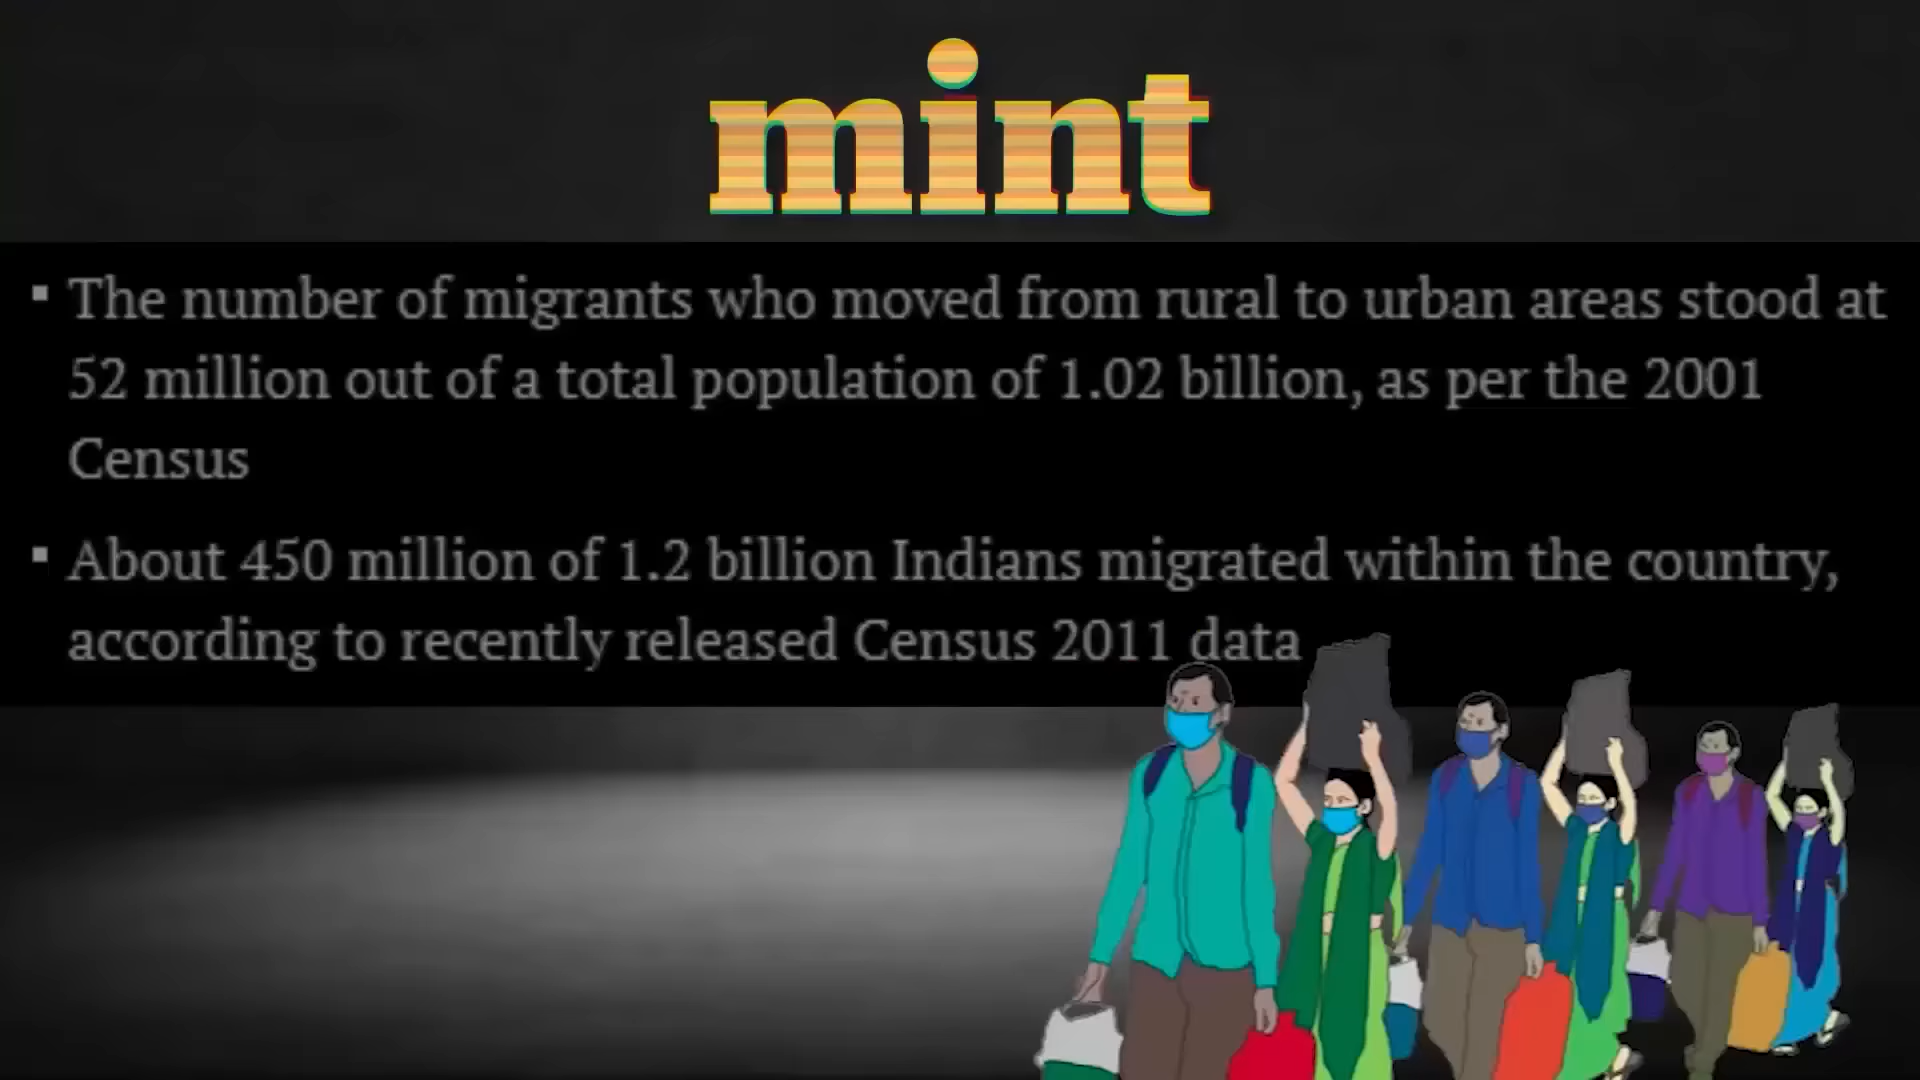 mint
▪ The number of migrants who moved from rural to urban areas stood at
52 million out of a total population of 1.02 billion, as per the 2001
Census
▪ About 450 million of 1.2 billion Indians migrated within the country,
according to recently released Census 2011 data